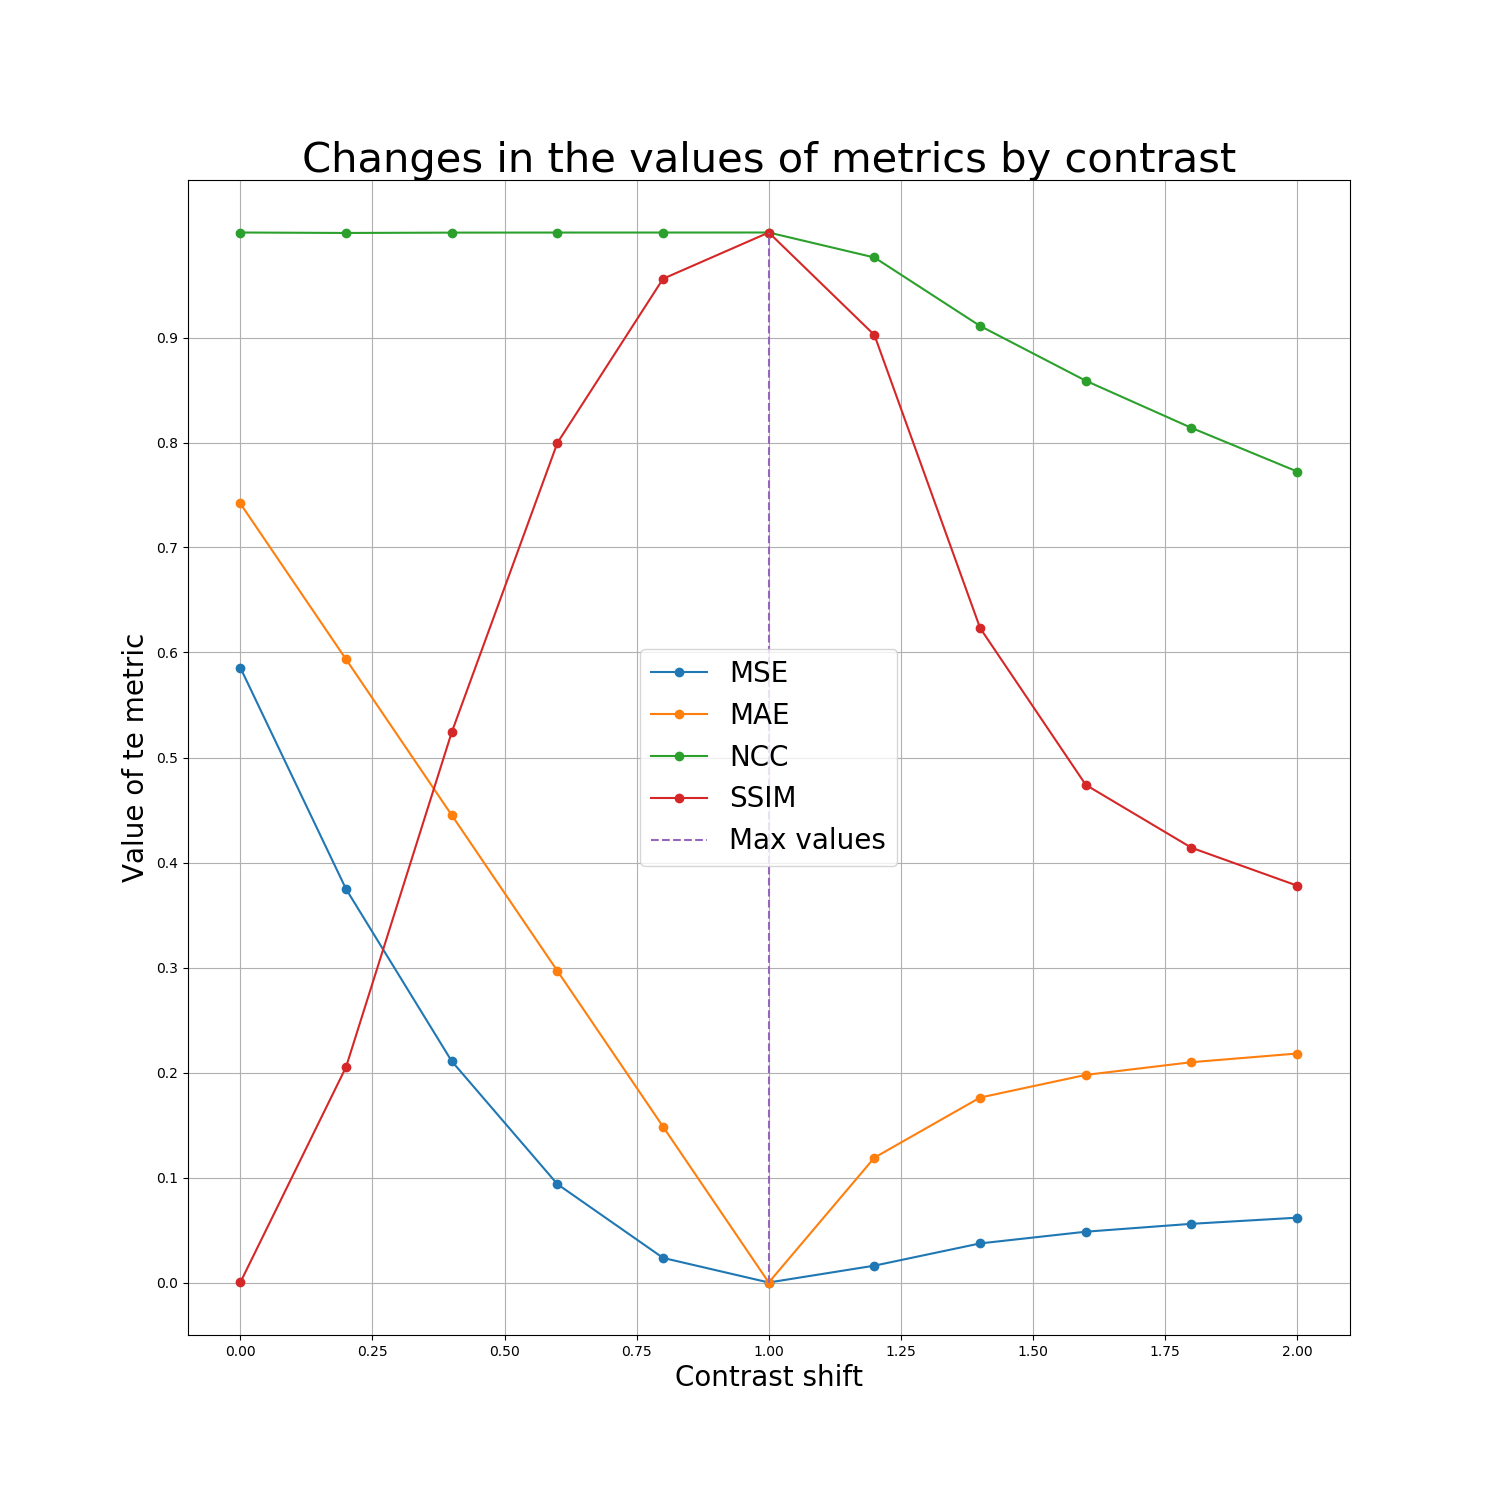 Changes in the values of metrics by contrast
Value of te metric
0.9
0.8
0.7
0.6
0.5
0.4
0.3
0.2
0.1
0.0
MSE
MAE
NCC
SSIM
Max values
0.00 0.25 0.50 0.75 1.00 1.25 1.50 1.75 2.00
Contrast shift